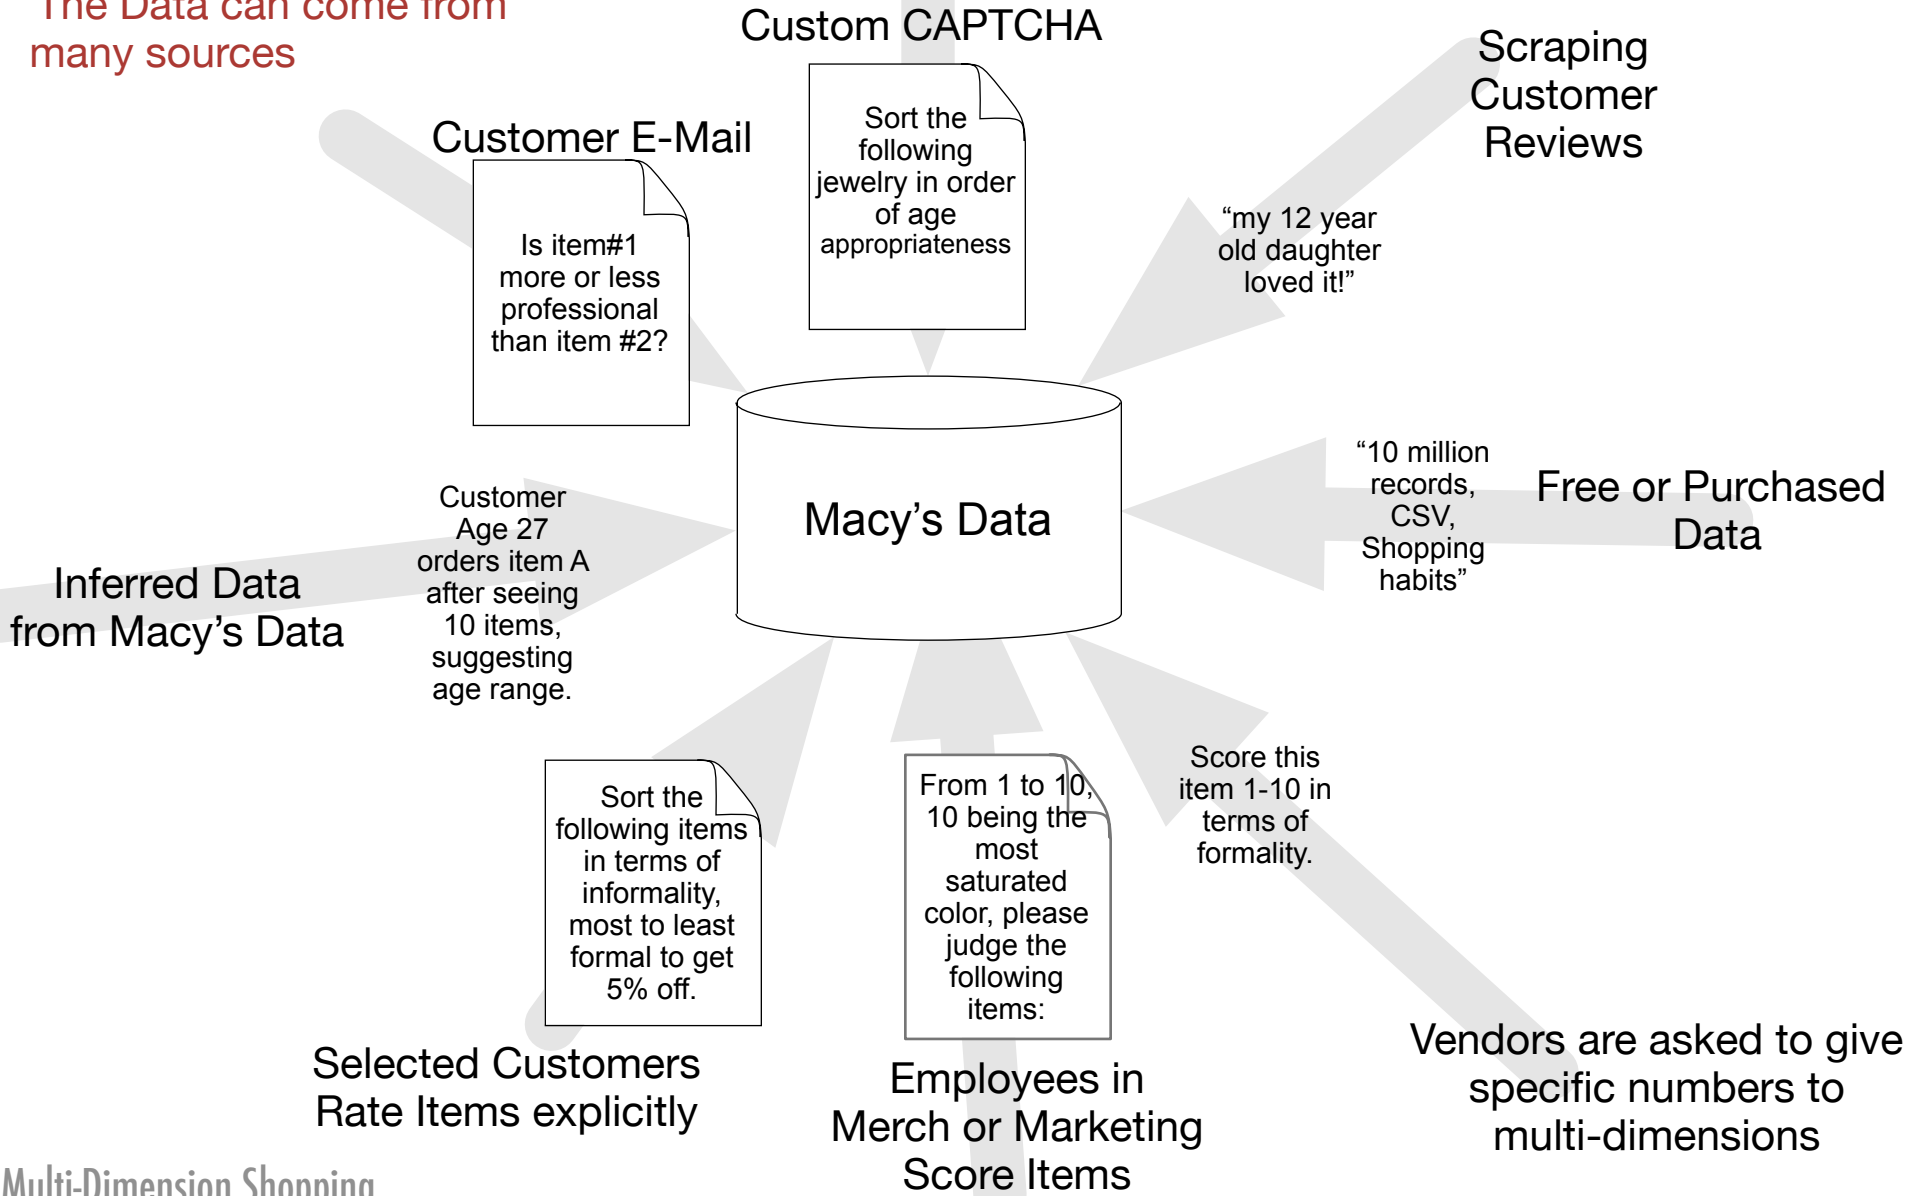 The Data can come from
many sources
Custom CAPTCHA
Sort the
following
jewelry in order
of age
appropriateness
Scraping
Customer
Reviews
“my 12 year
old daughter
loved it!”
Customer E-Mail
Is item#1
more or less
professional
than item #2?
Macy’s Data
“10 million
records,
CSV,
Shopping
habits”
Free or Purchased
Data
Customer
Age 27
orders item A
after seeing
10 items,
suggesting
age range.
Inferred Data
from Macy’s Data
Sort the
following items
in terms of
informality,
most to least
formal to get
5% off.
Selected Customers
Rate Items explicitly
From 1 to 10,
10 being the
most
saturated
color, please
judge the
following
items:
Employees in
Merch or Marketing
Score Items
Score this
item 1-10 in
terms of
formality.
Vendors are asked to give
specific numbers to
multi-dimensions
Multi-Dimension Shopping